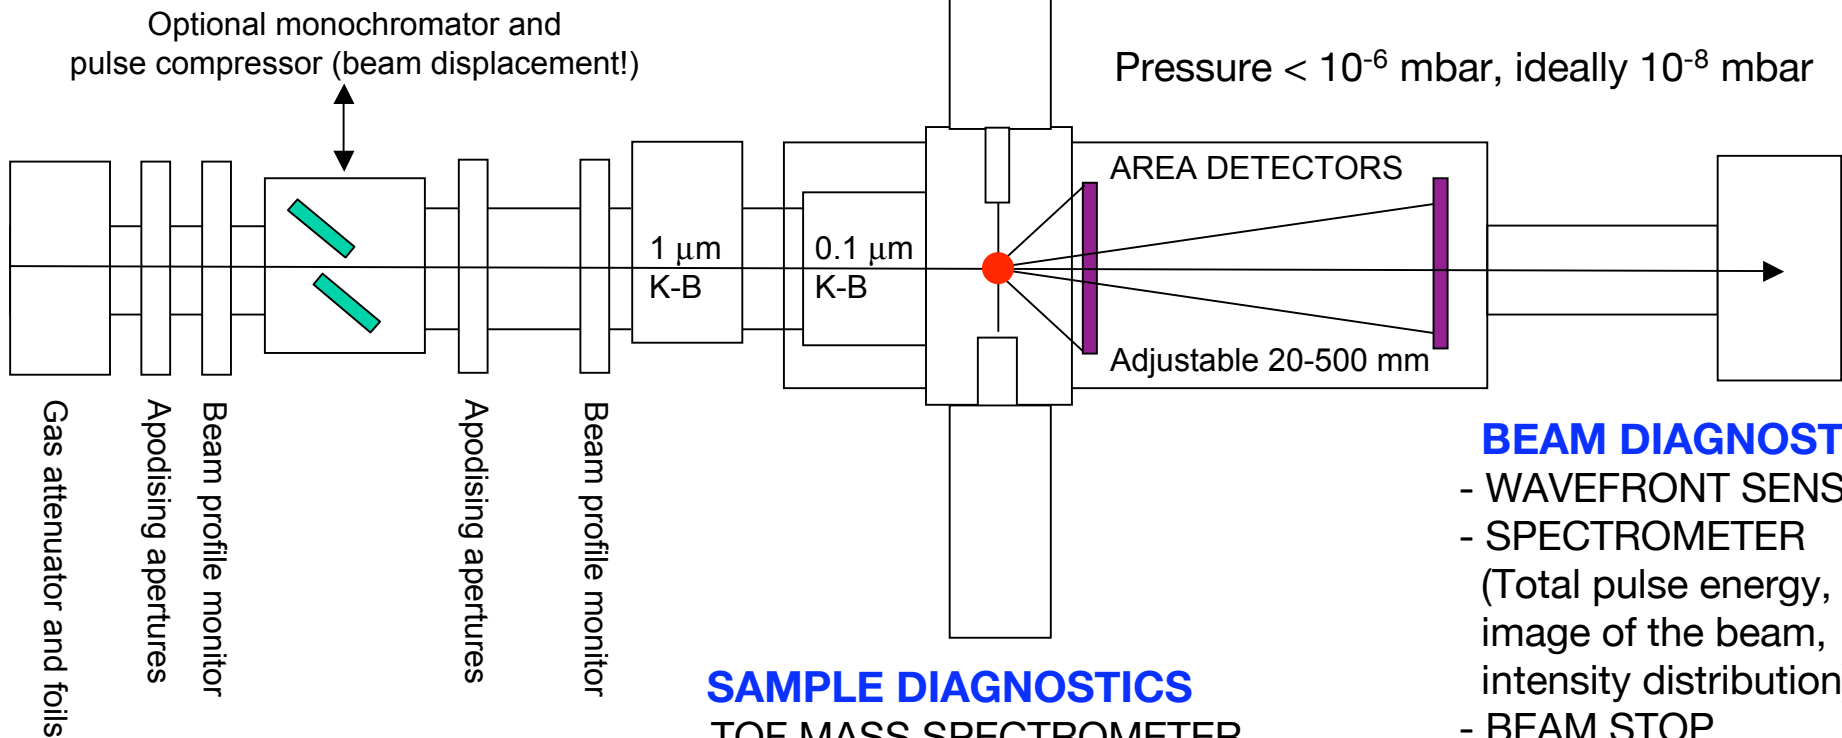 Optional monochromator and
pulse compressor (beam displacement!)
Pressure < 10⁻⁶ mbar, ideally 10⁻⁸ mbar
AREA DETECTORS
1 μm
K-B
0.1 μm
K-B
Adjustable 20-500 mm
Gas attenuator and foils
Apodising apertures
Beam profile monitor
Apodising apertures
Beam profile monitor
BEAM DIAGNOST
- WAVEFRONT SENS
- SPECTROMETER
(Total pulse energy,
image of the beam,
intensity distribution
- BEAM STOP
SAMPLE DIAGNOSTICS
TOF MASS SPECTROMETER